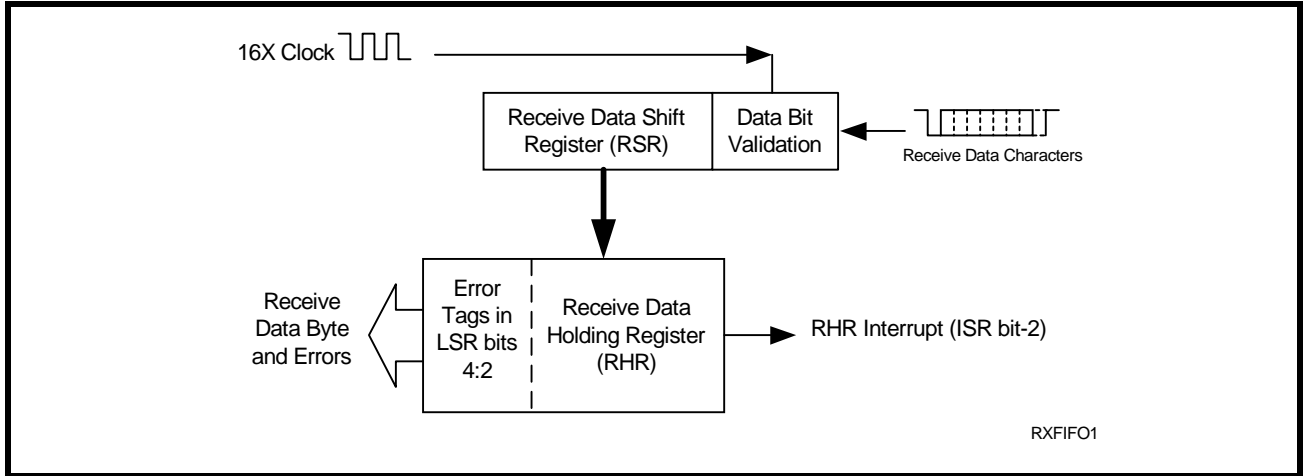 16X Clock
Receive Data Shift
Register (RSR)
Data Bit
Validation
Receive Data Characters
Receive
Data Byte
and Errors
Error
Tags in
LSR bits
4:2
Receive Data
Holding Register
(RHR)
RHR Interrupt (ISR bit-2)
RXFIFO1